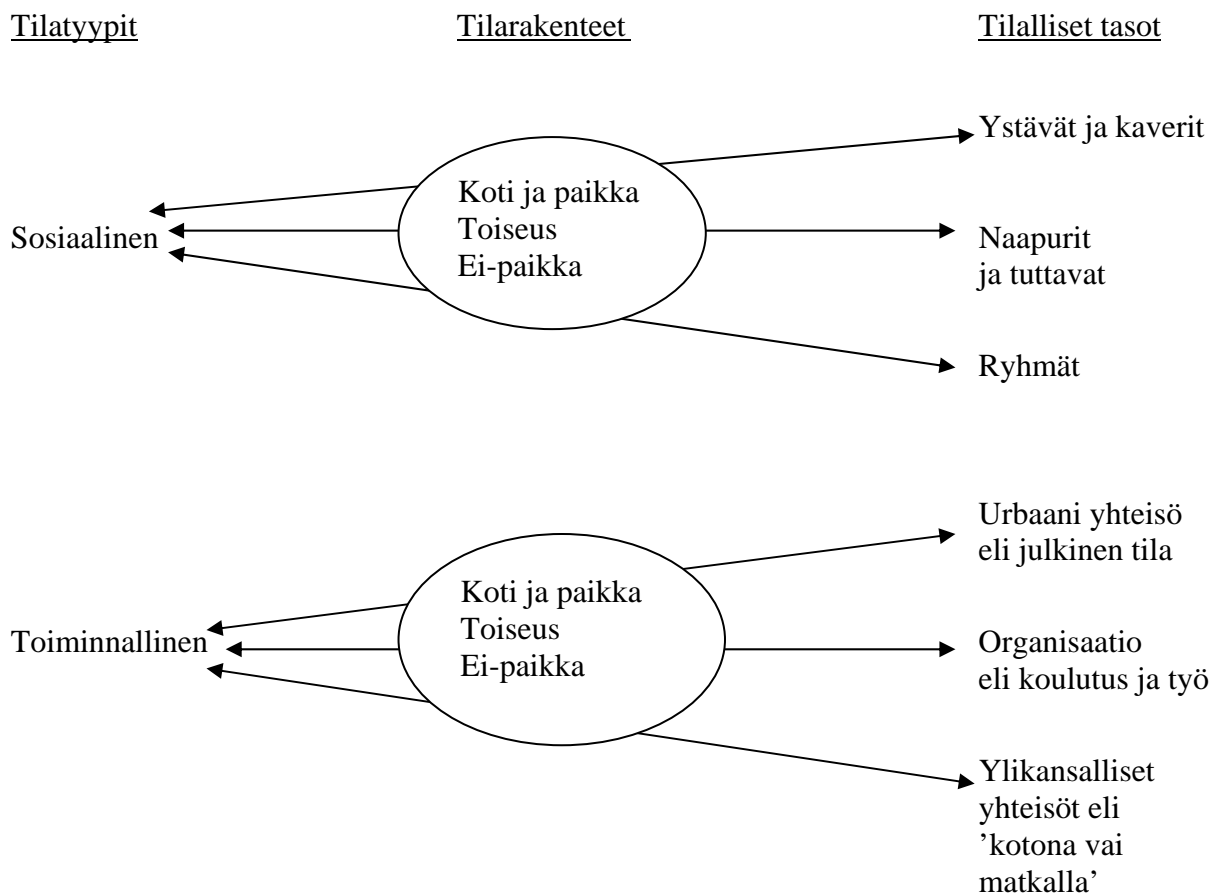 Tilatyypit
Tilarakenteet
Tilalliset tasot
Ystävät ja kaverit
Koti ja paikka
Toiseus
Ei-paikka
Sosiaalinen
Naapurit
ja tuttavat
Ryhmät
Urbaani yhteisö
eli julkinen tila
Koti ja paikka
Toiseus
Ei-paikka
Toiminnallinen
Organisaatio
eli koulutus ja työ
Ylikansalliset
yhteisöt eli
’kotona vai
matkalla’